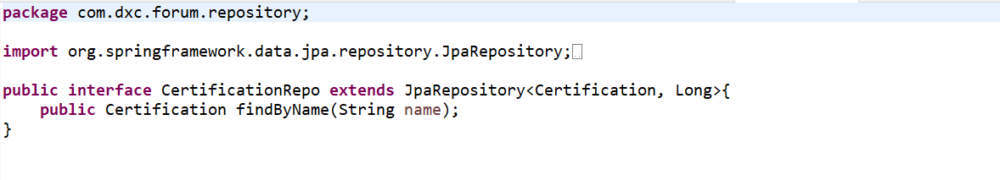 package com.dxc.forum.repository;
import org.springframework.data.jpa.repository.JpaRepository;
public interface CertificationRepo extends JpaRepository<Certification, Long>{
public Certification findByName(String name);
}